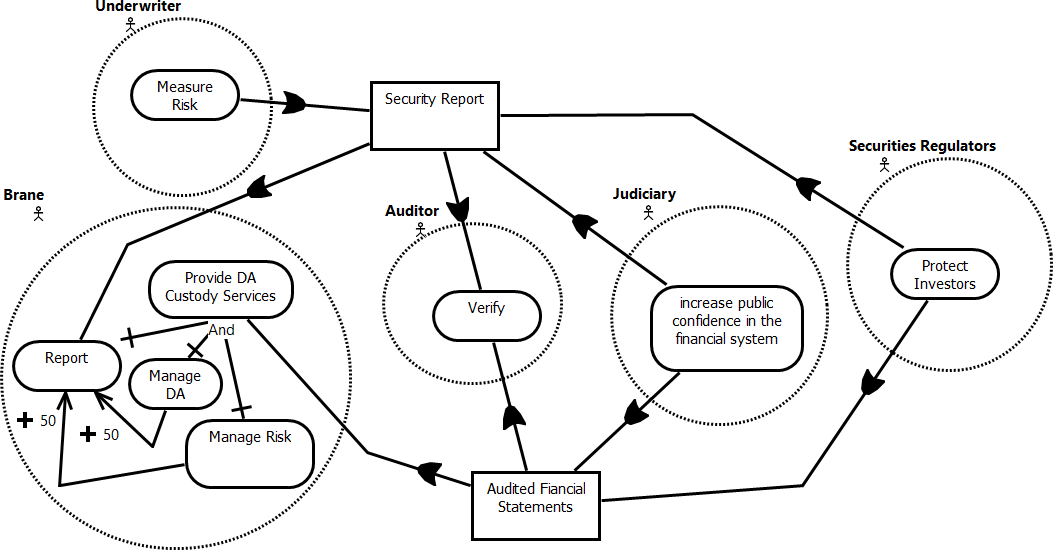 Underwriter
Measure
Risk
Security Report
Securities Regulators
Brane
Auditor
Judiciary
Provide DA
Custody Services
And
Report
Manage
DA
50
50
Manage Risk
Verify
increase public
confidence in the
financial system
Protect
Investors
Audited Fiancial
Statements